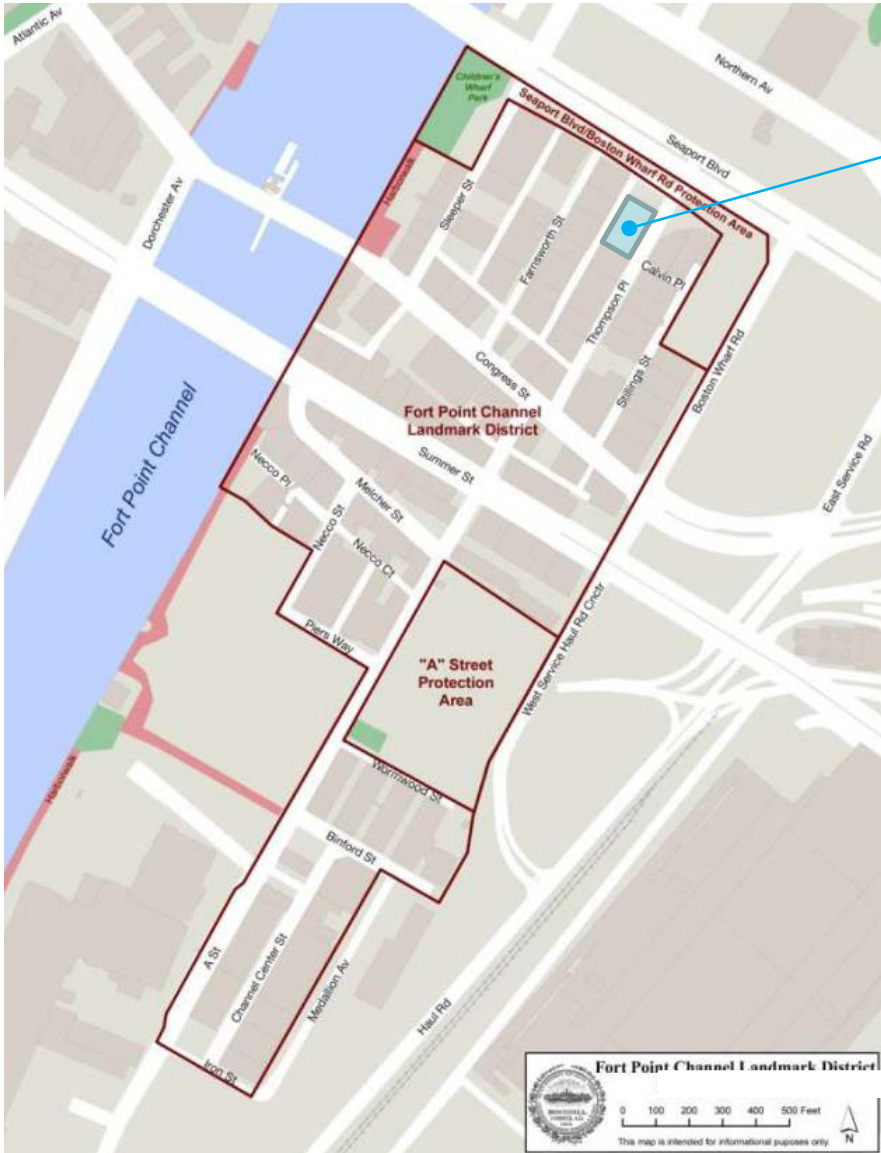 Atlantic Av
Northern Av
Children's
Wharf
Park
Seaport Blvd/Boston Wharf Rd Protection Area
Seaport Blvd
Harborwalk
Dorchester Av
Sleeper St
Farnsworth St
Calvin Pl
Thompson Pl
Congress St
Stillings St
Boston Wharf Rd
Fort Point Channel
Landmark District
Fort Point Channel
Summer St
East Service Rd
Necco Pl
Melcher St
Necco St
Necco Ct
Piers Way
"A" Street
Protection
Area
West Service Haul Rd Cnctr
Wormwood St
Harborwalk
Binford St
A St
Channel Center St
Medallion Av
Haul Rd
Iron St
Fort Point Channel Landmark District
0 100 200 300 400 500 Feet
N
This map is intended for informational puposes only.